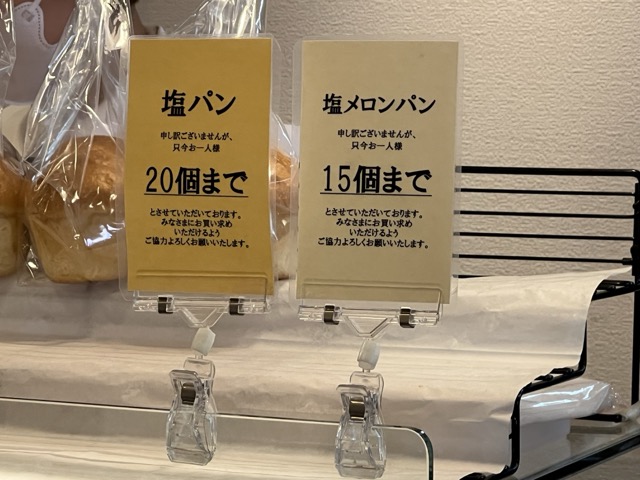 塩パン
申し訳ございませんが、
只今お一人様
20個まで
とさせていただいております。
みなさまにお買い求め
いただけるよう
ご協力よろしくお願いいたします。
塩メロンパン
申し訳ございませんが、
只今お一人様
15個まで
とさせていただいております。
みなさまにお買い求め
いただけるよう
ご協力よろしくお願いいたします。